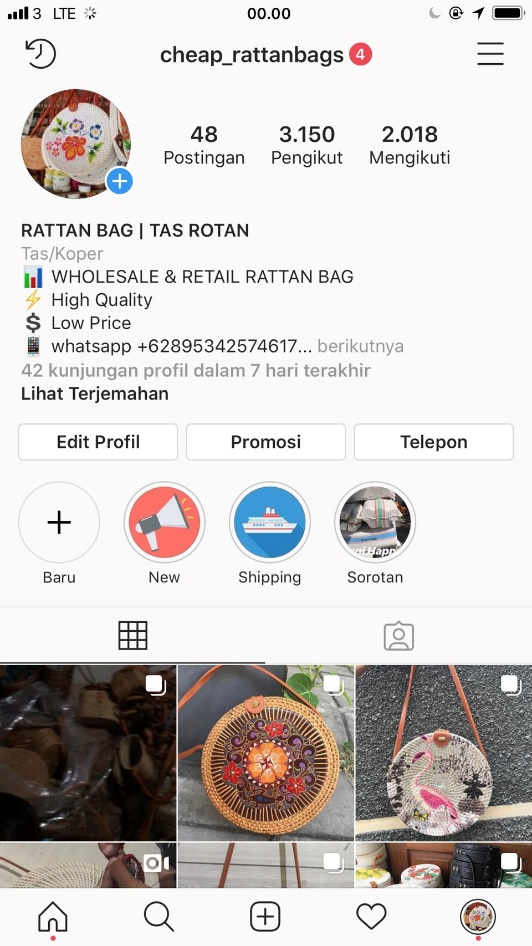 3 LTE 00.00
cheap_rattanbags 4
48 3.150 2.018
Postingan Pengikut Mengikuti
RATTAN BAG | TAS ROTAN
Tas/Koper
WHOLESALE & RETAIL RATTAN BAG
High Quality
Low Price
whatsapp +62895342574617... berikutnya
42 kunjungan profil dalam 7 hari terakhir
Lihat Terjemahan
Edit Profil Promosi Telepon
Baru New Shipping Sorotan